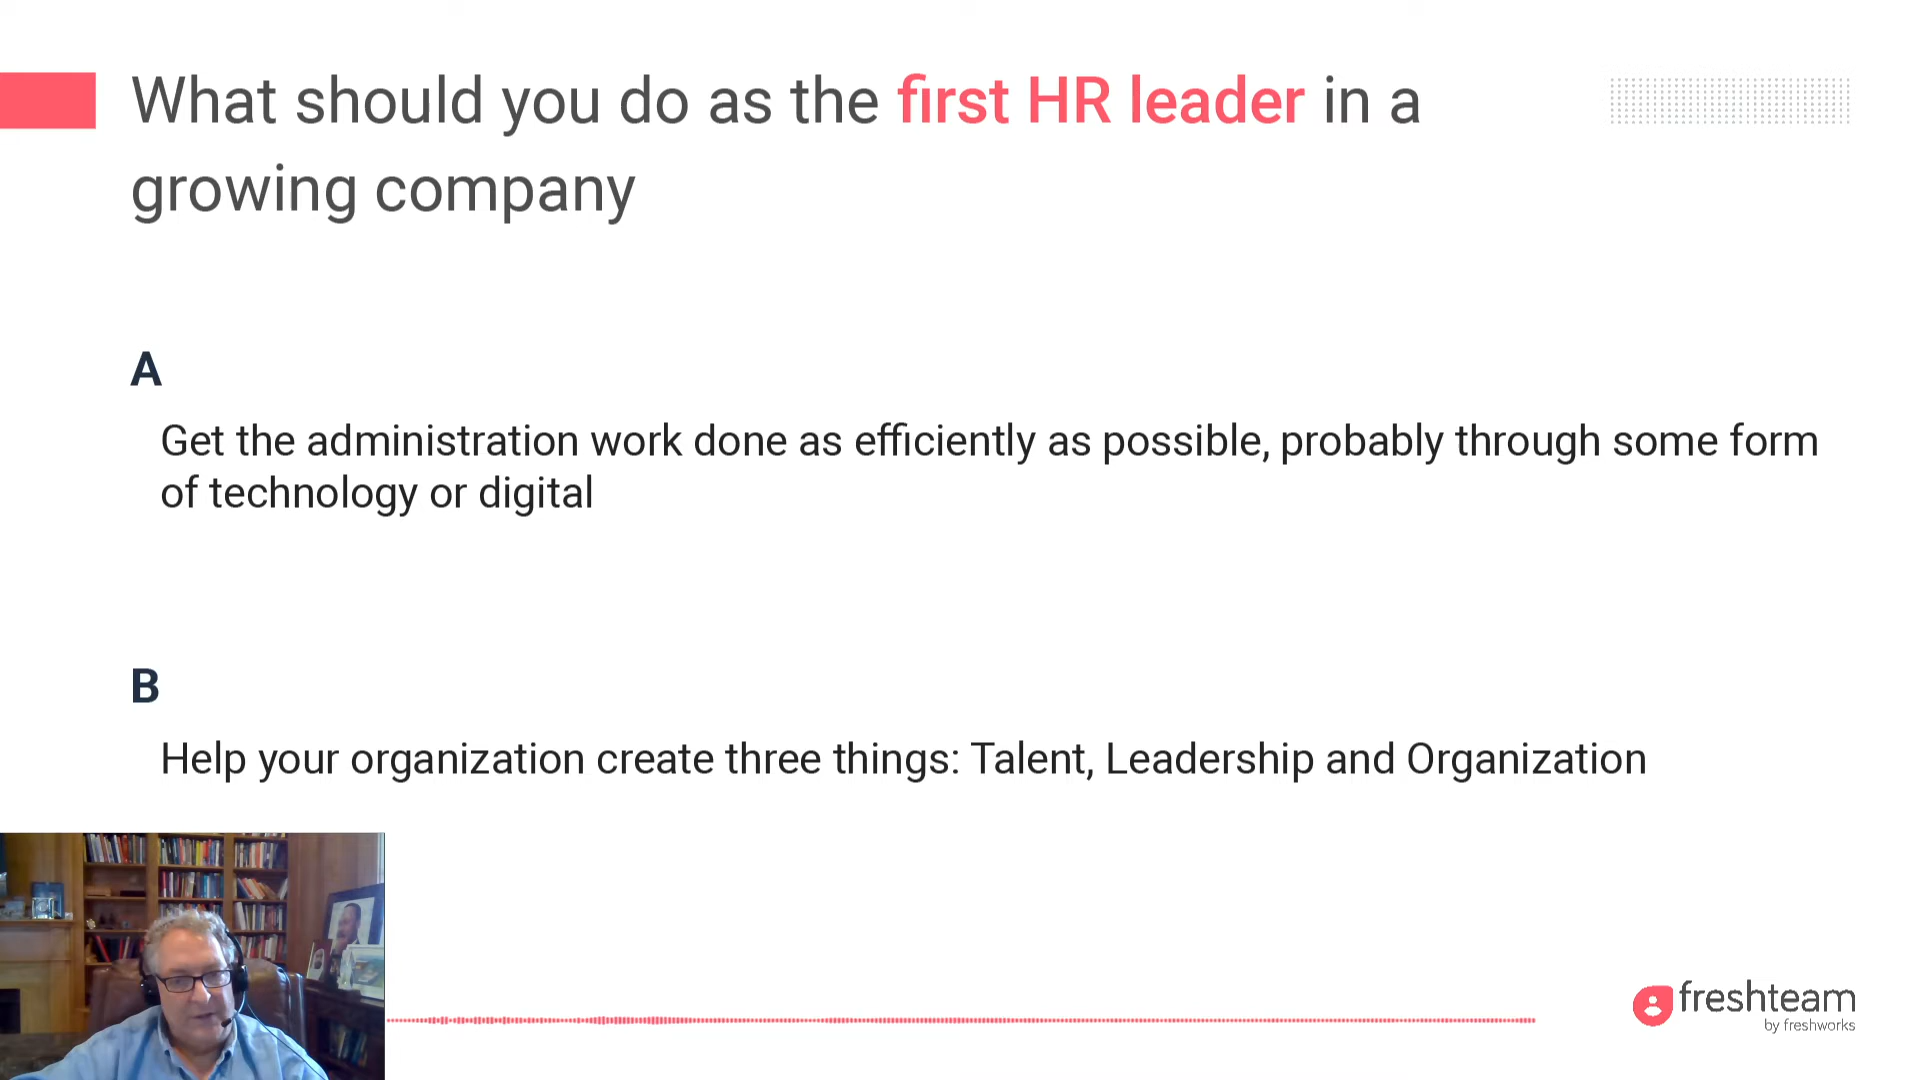 What should you do as the first HR leader in a
growing company
A
Get the administration work done as efficiently as possible, probably through some form
of technology or digital
B
Help your organization create three things: Talent, Leadership and Organization
freshteam
by freshworks